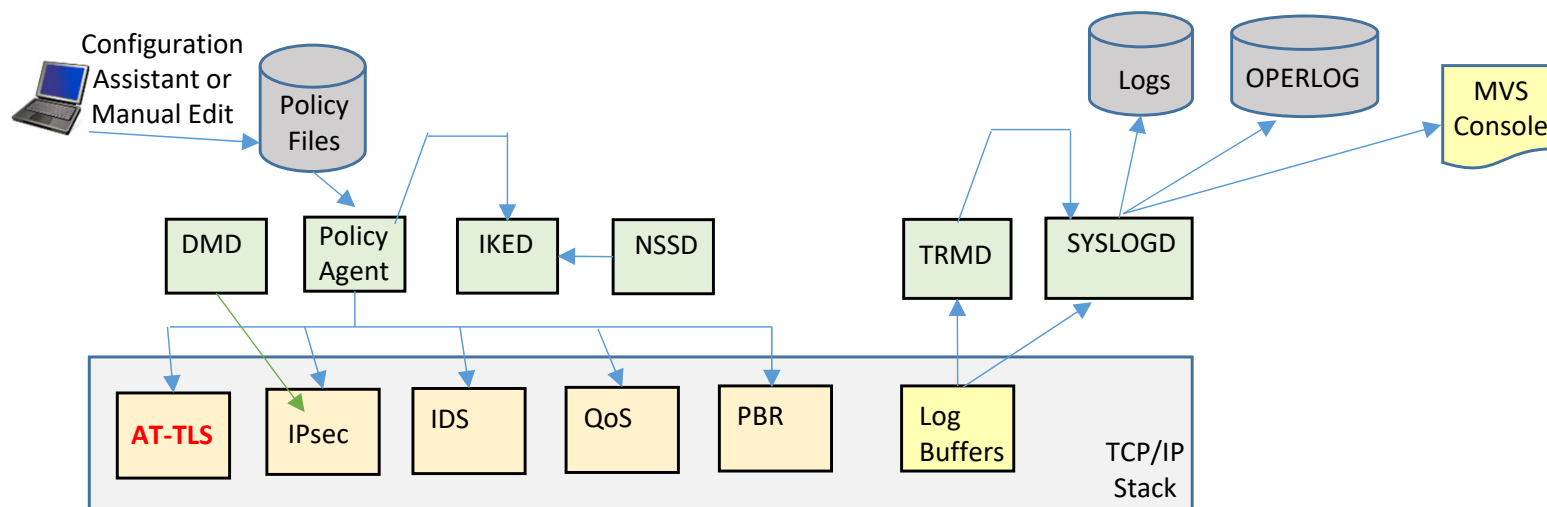 Configuration
Assistant or
Manual Edit
Policy
Files
Logs
OPERLOG
MVS
Console
DMD
Policy
Agent
IKED
NSSD
TRMD
SYSLOGD
AT-TLS
IPsec
IDS
QoS
PBR
Log
Buffers
TCP/IP
Stack